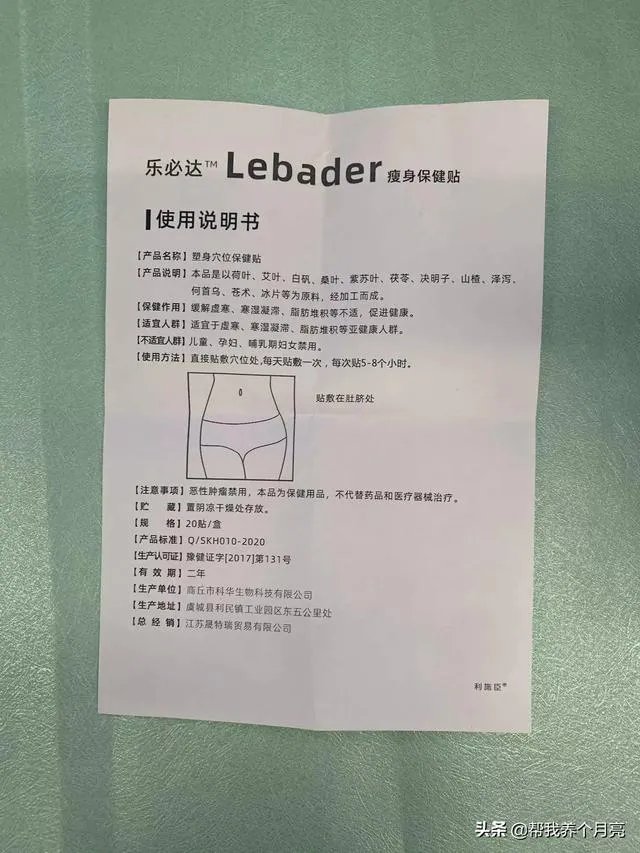 乐必达™ Lebader 瘦身保健贴
使用说明书
【产品名称】塑身穴位保健贴
【产品说明】本品是以荷叶、艾叶、白矾、桑叶、紫苏叶、茯苓、决明子、山楂、泽泻、
何首乌、苍术、冰片等为原料，经加工而成。
【保健作用】缓解虚寒、寒湿凝滞、脂肪堆积等不适，促进健康。
【适宜人群】适宜于虚寒、寒湿凝滞、脂肪堆积等亚健康人群。
【不适宜人群】儿童、孕妇、哺乳期妇女禁用。
【使用方法】直接贴敷穴位处,每天贴敷一次，每次贴5-8个小时。
贴敷在肚脐处
【注意事项】恶性肿瘤禁用，本品为保健用品，不代替药品和医疗器械治疗。
【贮 藏】置阴凉干燥处存放。
【规 格】20贴/盒
【产品标准】Q/SKH010-2020
【生产认可证】豫健证字[2017]第131号
【有 效 期】二年
【生产单位】商丘市科华生物科技有限公司
【生产地址】虞城县利民镇工业园区东五公里处
【总 经 销】江苏晟特瑞贸易有限公司
利施臣®
头条 @帮我养个月亮